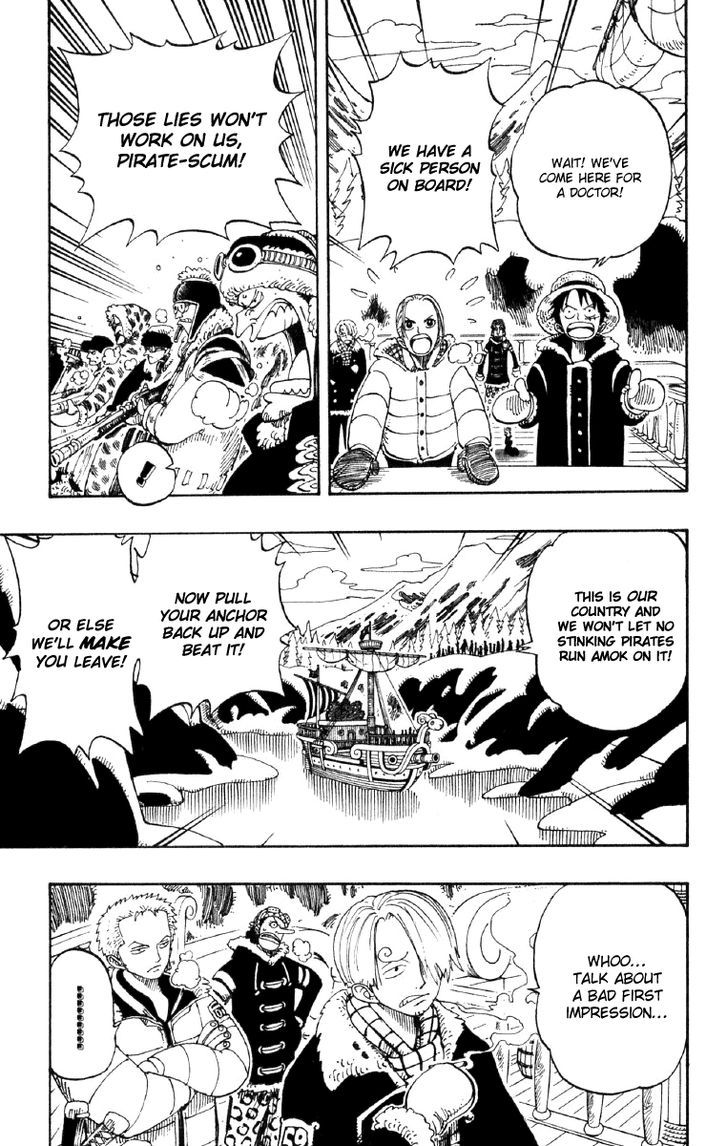 WAIT! WE'VE
COME HERE FOR
A DOCTOR!
WE HAVE A
SICK PERSON
ON BOARD!
THOSE LIES WON'T
WORK ON US,
PIRATE-SCUM!
!
THIS IS OUR
COUNTRY AND
WE WON'T LET NO
STINKING PIRATES
RUN AMOK ON IT!
NOW PULL
YOUR ANCHOR
BACK UP AND
BEAT IT!
OR ELSE
WE'LL MAKE
YOU LEAVE!
WHOO...
TALK ABOUT
A BAD FIRST
IMPRESSION...
59